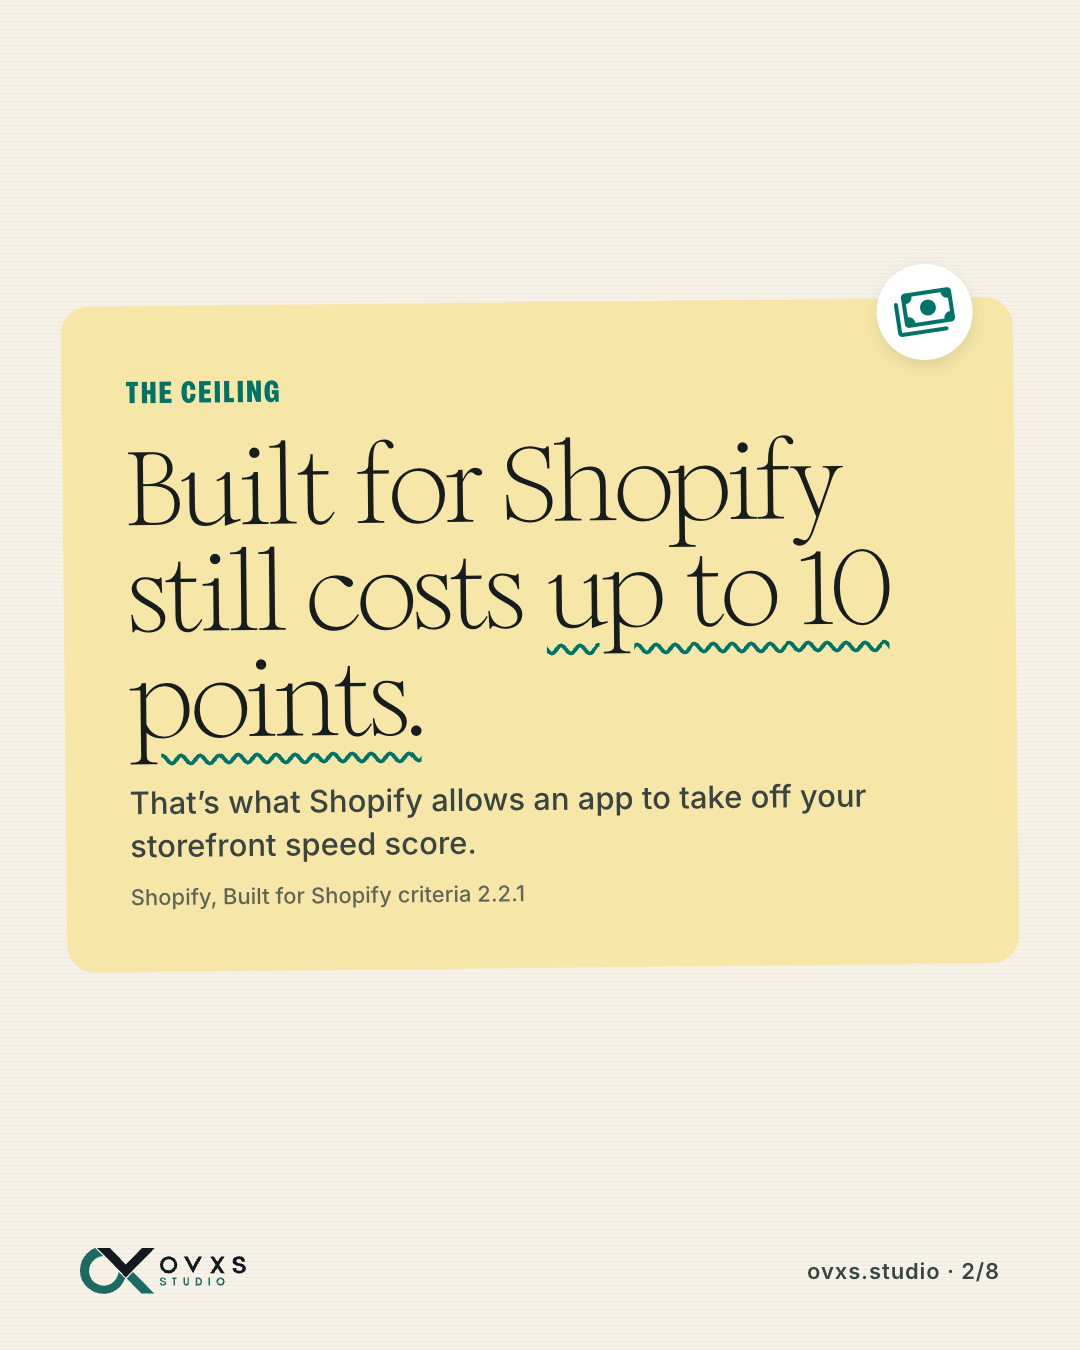 THE CEILING
Built for Shopify
still costs up to 10
points.
That’s what Shopify allows an app to take off your
storefront speed score.
Shopify, Built for Shopify criteria 2.2.1
OVXS
STUDIO
ovxs.studio · 2/8